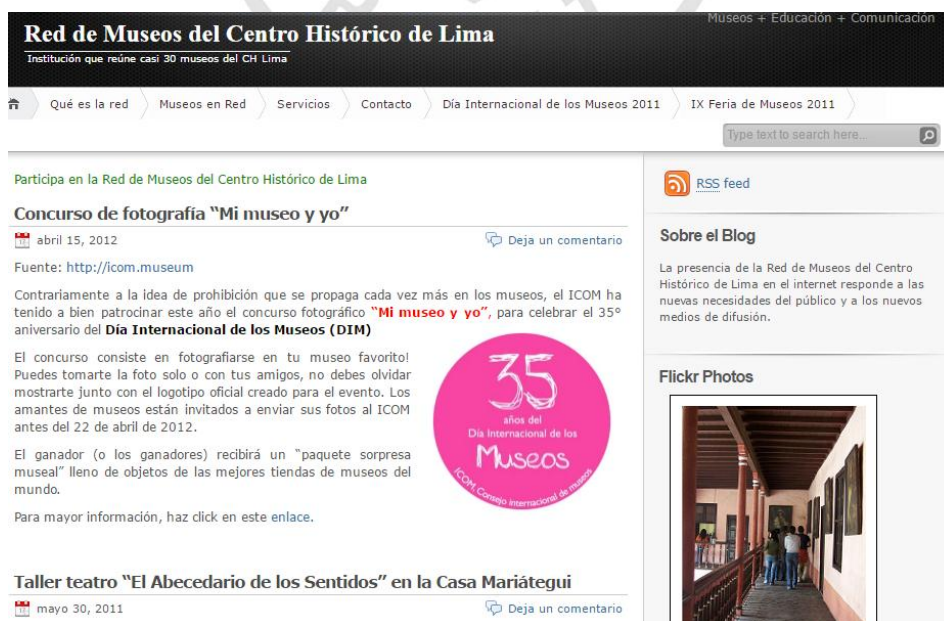 Museos + Educación + Comunicación
Red de Museos del Centro Histórico de Lima
Institución que reúne casi 30 museos del CH Lima
Qué es la red
Museos en Red
Servicios
Contacto
Día Internacional de los Museos 2011
IX Feria de Museos 2011
Type text to search here...
Participa en la Red de Museos del Centro Histórico de Lima
Concurso de fotografía “Mi museo y yo”
abril 15, 2012
Deja un comentario
Fuente: http://icom.museum
Contrariamente a la idea de prohibición que se propaga cada vez más en los museos, el ICOM ha
tenido a bien patrocinar este año el concurso fotográfico “Mi museo y yo”, para celebrar el 35°
aniversario del Día Internacional de los Museos (DIM)
El concurso consiste en fotografiarse en tu museo favorito!
Puedes tomarte la foto solo o con tus amigos, no debes olvidar
mostrarte junto con el logotipo oficial creado para el evento. Los
amantes de museos están invitados a enviar sus fotos al ICOM
antes del 22 de abril de 2012.
El ganador (o los ganadores) recibirá un “paquete sorpresa
museal” lleno de objetos de las mejores tiendas de museos del
mundo.
Para mayor información, haz click en este enlace.
35
años del
Día Internacional de los
Museos
ICOM, Consejo internacional de museos
Taller teatro “El Abecedario de los Sentidos” en la Casa Mariátegui
mayo 30, 2011
Deja un comentario
RSS feed
Sobre el Blog
La presencia de la Red de Museos del Centro
Histórico de Lima en el internet responde a las
nuevas necesidades del público y a los nuevos
medios de difusión.
Flickr Photos